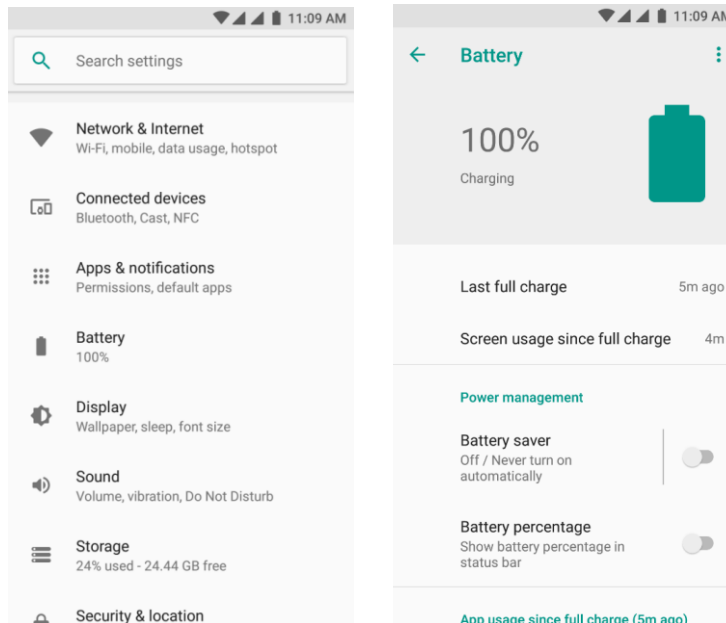 11:09 AM
Search settings
Network & Internet
Wi-Fi, mobile, data usage, hotspot
Connected devices
Bluetooth, Cast, NFC
Apps & notifications
Permissions, default apps
Battery
100%
Display
Wallpaper, sleep, font size
Sound
Volume, vibration, Do Not Disturb
Storage
24% used - 24.44 GB free
Security & location
11:09 AM
Battery
100%
Charging
Last full charge 5m ago
Screen usage since full charge 4m
Power management
Battery saver
Off / Never turn on
automatically
Battery percentage
Show battery percentage in
status bar
App usage since full charge (5m ago)